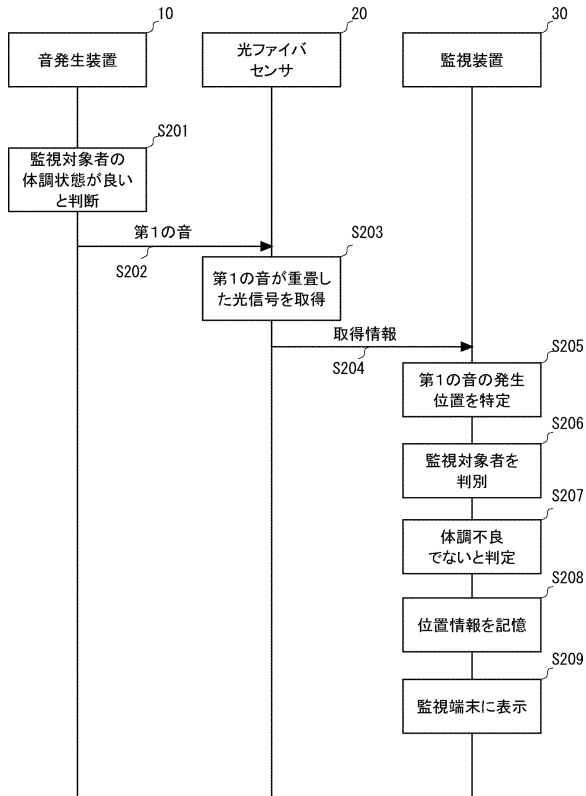 10
20
30
音発生装置
光ファイバ
センサ
監視装置
S201
監視対象者の
体調状態が良い
と判断
第１の音
S202
S203
第１の音が重畳し
た光信号を取得
取得情報
S204
S205
第１の音の発生
位置を特定
S206
監視対象者を
判別
S207
体調不良
でないと判定
S208
位置情報を記憶
S209
監視端末に表示